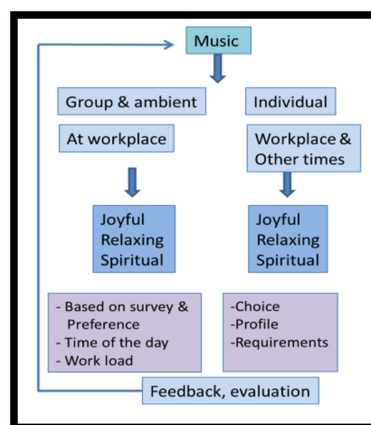 Music
Group & ambient
Individual
At workplace
Workplace &
Other times
Joyful
Relaxing
Spiritual
Joyful
Relaxing
Spiritual
- Based on survey &
Preference
- Time of the day
- Work load
-Choice
-Profile
-Requirements
Feedback, evaluation